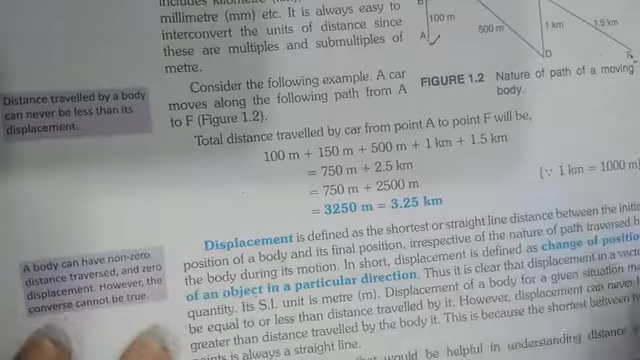 millimetre (mm) etc. It is always easy to
interconvert the units of distance since
these are multiples and submultiples of
metre.
100 m
A
500 m
1 km
1.5 km
D
Consider the following example. A car
moves along the following path from A
to F (Figure 1.2).
FIGURE 1.2 Nature of path of a moving
body.
Distance travelled by a body
can never be less than its
displacement.
Total distance travelled by car from point A to point F will be,
100 m + 150 m + 500 m + 1 km + 1.5 km
= 750 m + 2.5 km
= 750 m + 2500 m
[∵ 1 km = 1000 m]
= 3250 m = 3.25 km
Displacement is defined as the shortest or straight line distance between the
position of a body and its final position, irrespective of the nature of path traversed
the body during its motion. In short, displacement is defined as change of
of an object in a particular direction. Thus it is clear that displacement in a
quantity. Its S.I. unit is metre (m). Displacement of a body for a given situation
be equal to or less than distance travelled by it. However, displacement can never
greater than distance travelled by the body it. This is because the shortest between
is always a straight line.
would be helpful in understanding distance
A body can have non-zero
distance traversed, and zero
displacement. However, the
converse cannot be true.